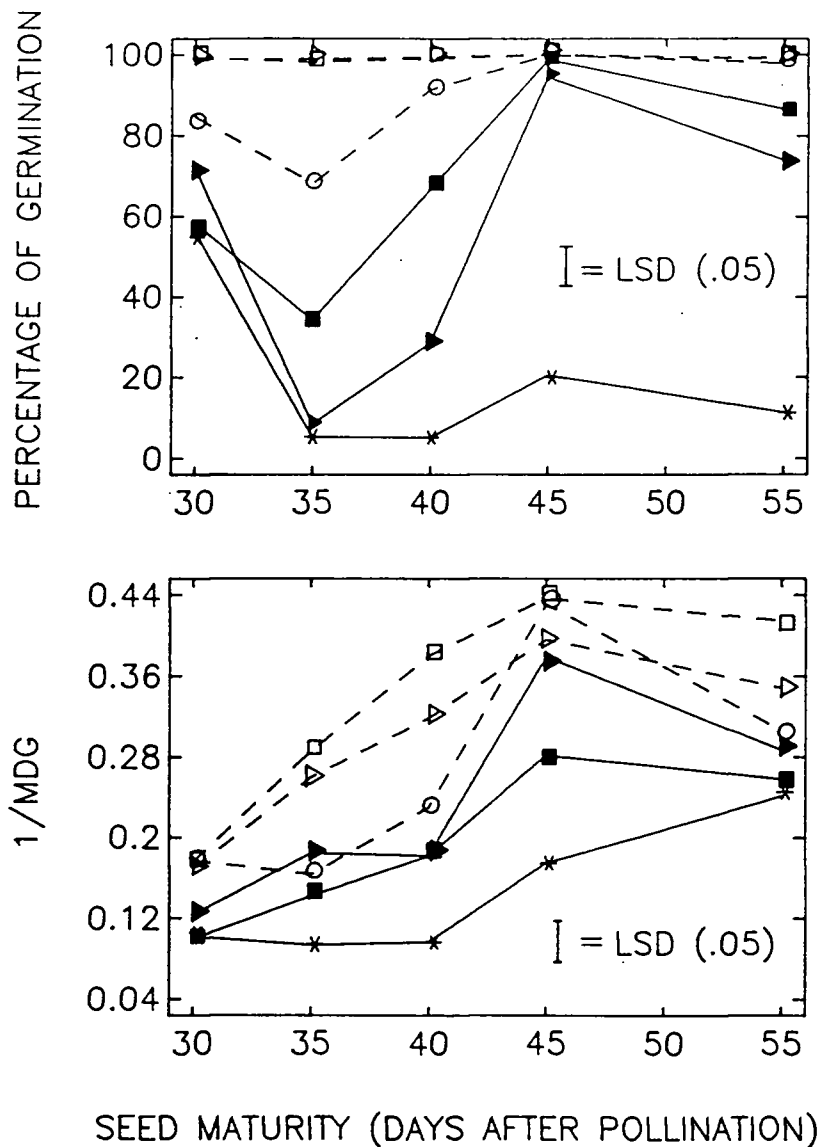 PERCENTAGE OF GERMINATION
100
80
60
40
20
0
= LSD (.05)
30 35 40 45 50 55
1/MDG
0.44
0.36
0.28
0.2
0.12
0.04
= LSD (.05)
30 35 40 45 50 55
SEED MATURITY (DAYS AFTER POLLINATION)